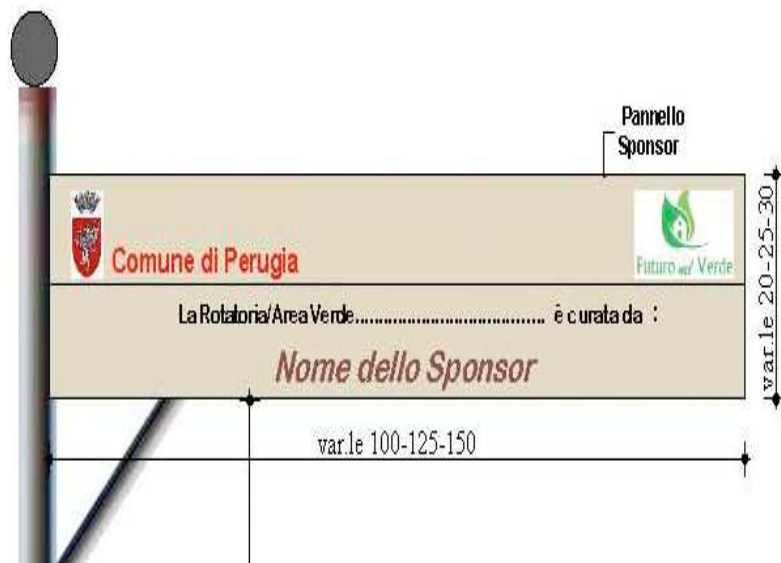 Pannello
Sponsor
Comune di Perugia
Futuro nel Verde
La Rotatoria/Area Verde........................................ è curata da :
Nome dello Sponsor
var.le 20-25-30
var.le 100-125-150